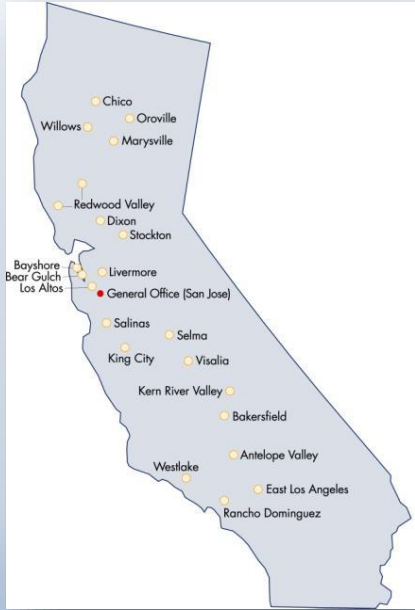 Chico
Oroville
Willows
Marysville
Redwood Valley
Dixon
Stockton
Bayshore
Bear Gulch
Livermore
Los Altos
General Office (San Jose)
Salinas
Selma
King City
Visalia
Kern River Valley
Bakersfield
Antelope Valley
Westlake
East Los Angeles
Rancho Dominguez